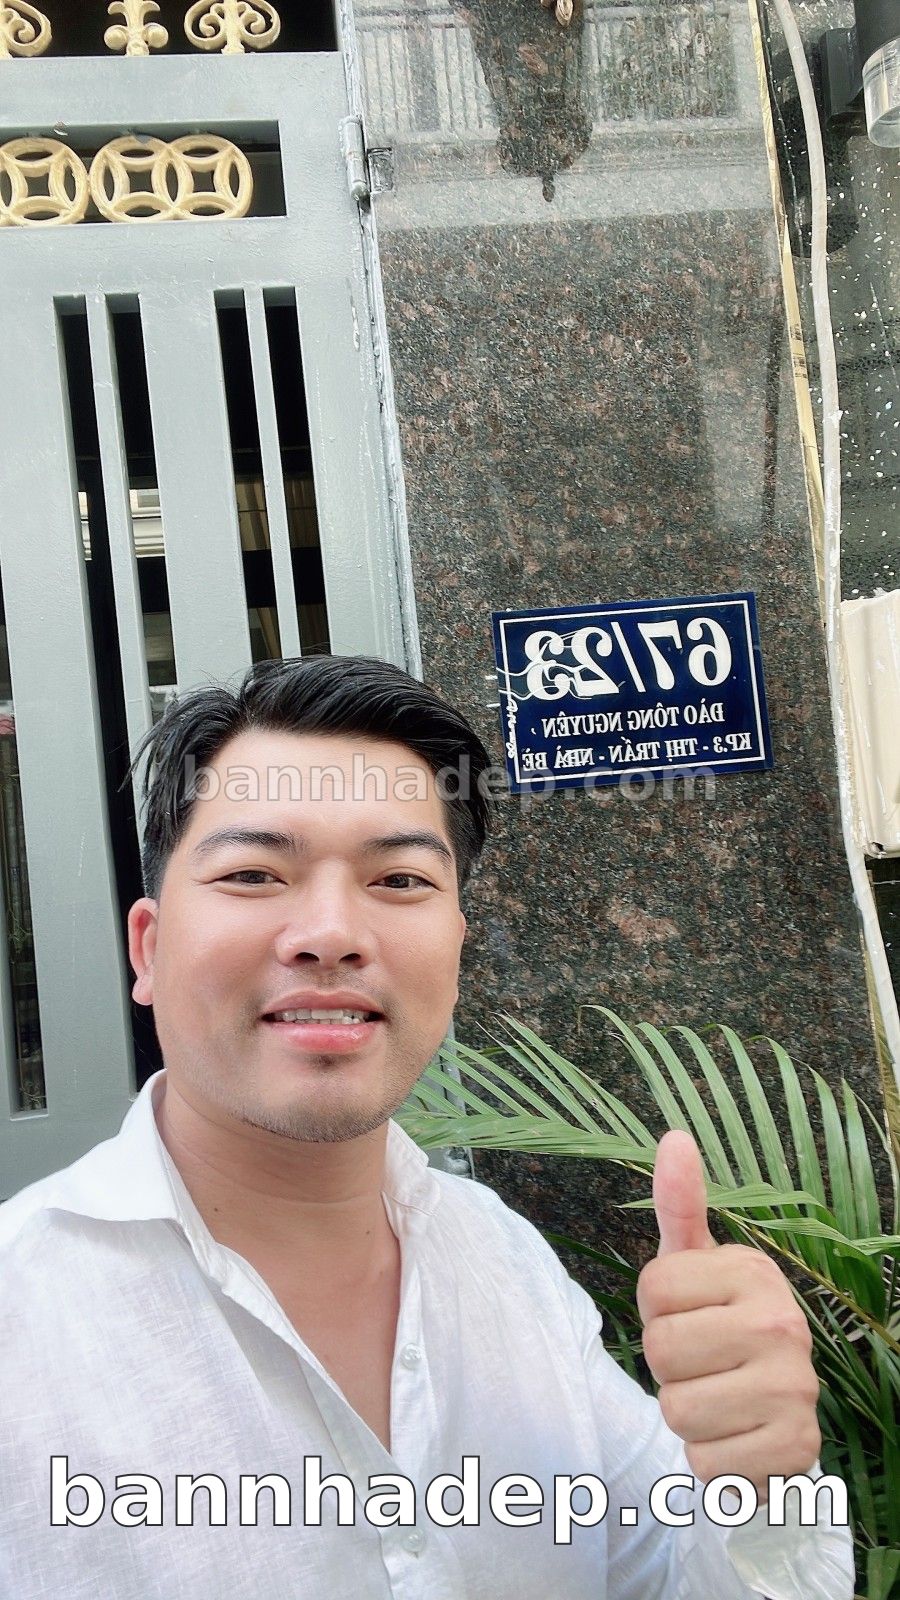 67/23
ĐÀO TÔNG NGUYÊN,
KP.3 - THỊ TRẤN - NHÀ BÈ
bannhadep.com
bannhadep.com